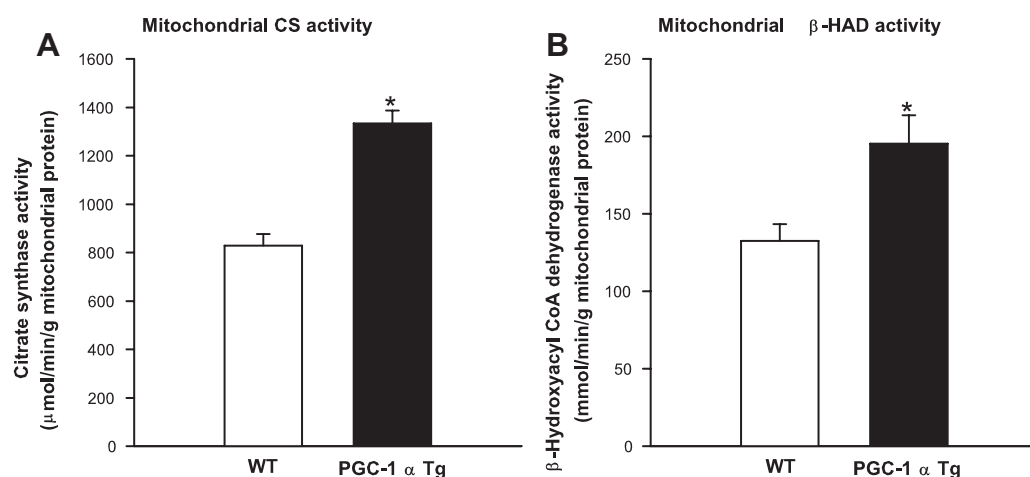 A
Mitochondrial CS activity
Citrate synthase activity
(μmol/min/g mitochondrial protein)
1600
1400
1200
1000
800
600
400
200
0
*
WT
PGC-1 α Tg
B
Mitochondrial β-HAD activity
β-Hydroxyacyl CoA dehydrogenase activity
(mmol/min/g mitochondrial protein)
250
200
150
100
50
0
*
WT
PGC-1 α Tg